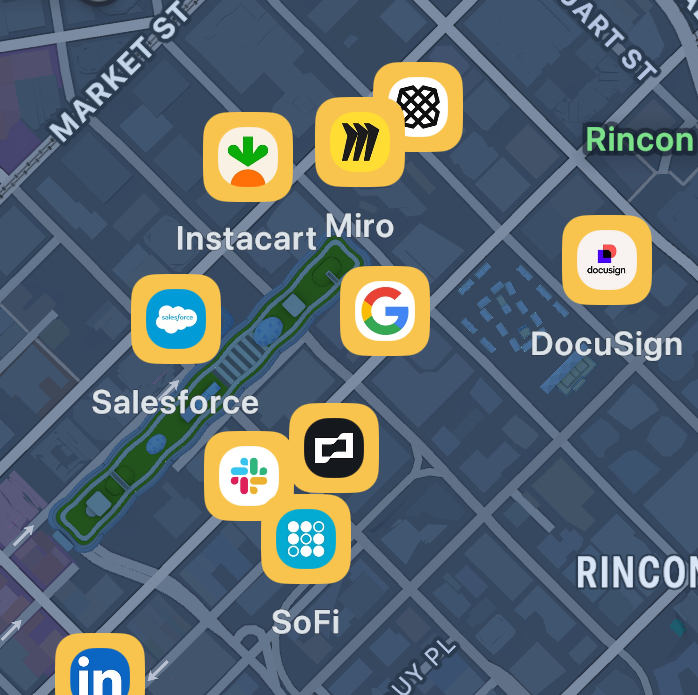 MARKET ST
ART ST
Rincon
Instacart
Miro
docusign
DocuSign
salesforce
Salesforce
SoFi
RINCON
in
UY PL